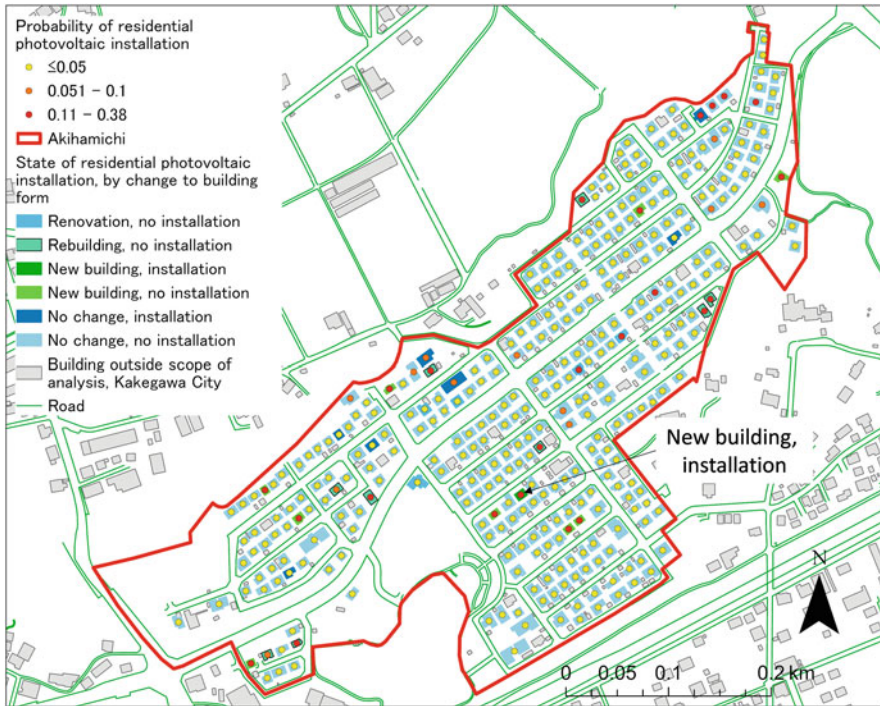 Probability of residential
photovoltaic installation
≤0.05
0.051 - 0.1
0.11 - 0.38
Akihamichi
State of residential photovoltaic
installation, by change to building
form
Renovation, no installation
Rebuilding, no installation
New building, installation
New building, no installation
No change, installation
No change, no installation
Building outside scope of
analysis, Kakegawa City
Road
New building,
installation
N
0 0.05 0.1 0.2 km